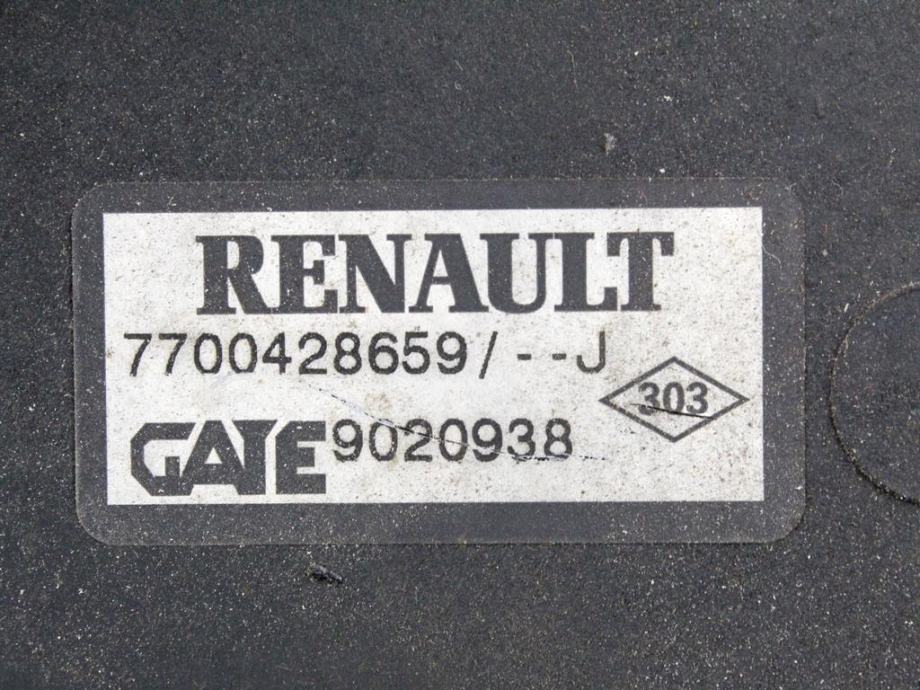 RENAULT
7700428659/--J
303
GATE 9020938